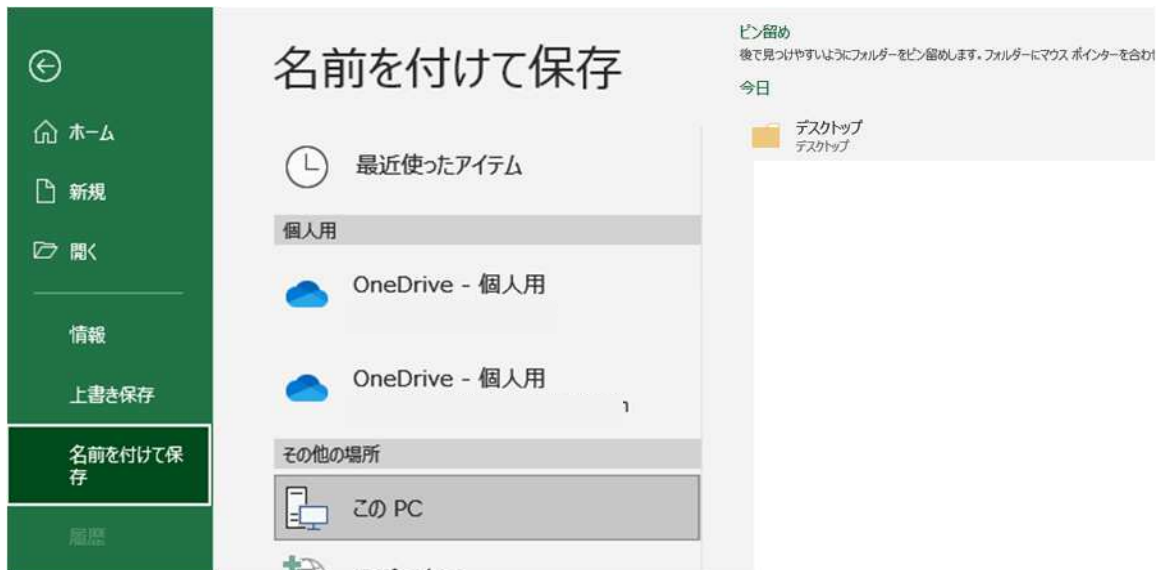 ホーム
新規
開く
情報
上書き保存
名前を付けて保
存
履歴
名前を付けて保存
最近使ったアイテム
個人用
OneDrive - 個人用
OneDrive - 個人用
その他の場所
この PC
ピン留め
後で見つけやすいようにフォルダーをピン留めします。フォルダーにマウス ポインターを合わ
今日
デスクトップ
デスクトップ